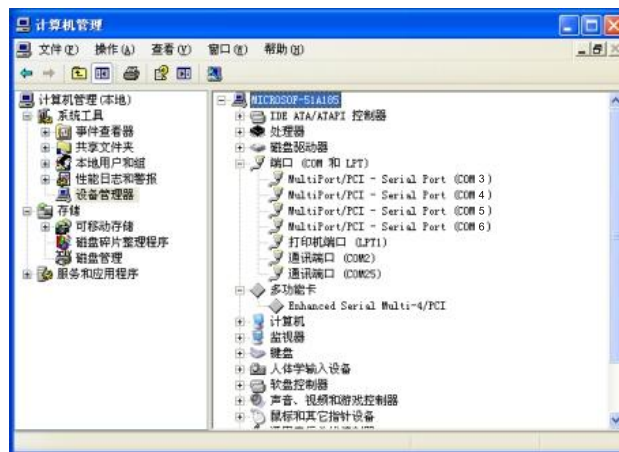 计算机管理
文件(F) 操作(A) 查看(V) 窗口(W) 帮助(H)
计算机管理(本地)
系统工具
事件查看器
共享文件夹
本地用户和组
性能日志和警报
设备管理器
存储
可移动存储
磁盘碎片整理程序
磁盘管理
服务和应用程序
MICROSOF-51A105
IDE ATA/ATAPI 控制器
处理器
磁盘驱动器
端口 (COM 和 LPT)
MultiPort/PCI - Serial Port (COM 3)
MultiPort/PCI - Serial Port (COM 4)
MultiPort/PCI - Serial Port (COM 5)
MultiPort/PCI - Serial Port (COM 6)
打印机端口 (LPT1)
通讯端口 (COM2)
通讯端口 (COM25)
多功能卡
Enhanced Serial Multi-4/PCI
计算机
监视器
键盘
人体学输入设备
软盘控制器
声音、视频和游戏控制器
鼠标和其它指针设备